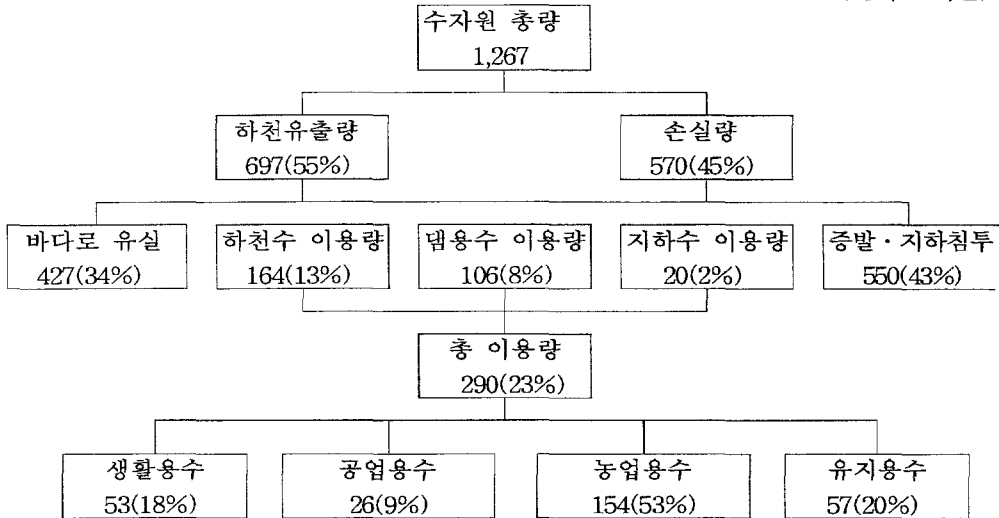 수자원 총량
1,267
하천유출량
697(55%)
손실량
570(45%)
바다로 유실
427(34%)
하천수 이용량
164(13%)
댐용수 이용량
106(8%)
지하수 이용량
20(2%)
증발·지하침투
550(43%)
총 이용량
290(23%)
생활용수
53(18%)
공업용수
26(9%)
농업용수
154(53%)
유지용수
57(20%)